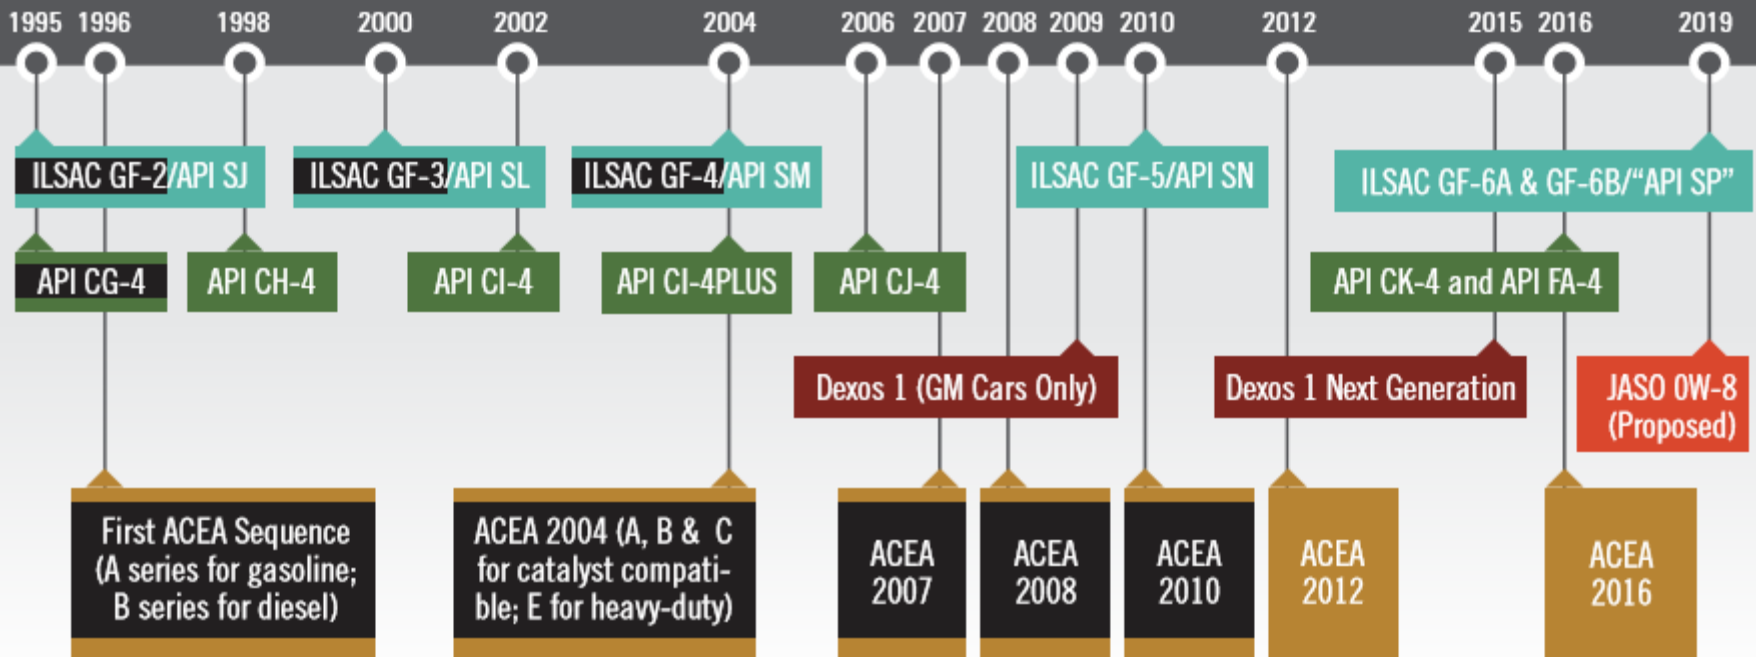 1995 1996 1998 2000 2002 2004 2006 2007 2008 2009 2010 2012 2015 2016 2019
ILSAC GF-2/API SJ
ILSAC GF-3/API SL
ILSAC GF-4/API SM
ILSAC GF-5/API SN
ILSAC GF-6A & GF-6B/“API SP”
API CG-4
API CH-4
API CI-4
API CI-4PLUS
API CJ-4
API CK-4 and API FA-4
Dexos 1 (GM Cars Only)
Dexos 1 Next Generation
JASO 0W-8
(Proposed)
First ACEA Sequence
(A series for gasoline;
B series for diesel)
ACEA 2004 (A, B & C
for catalyst compati-
ble; E for heavy-duty)
ACEA
2007
ACEA
2008
ACEA
2010
ACEA
2012
ACEA
2016